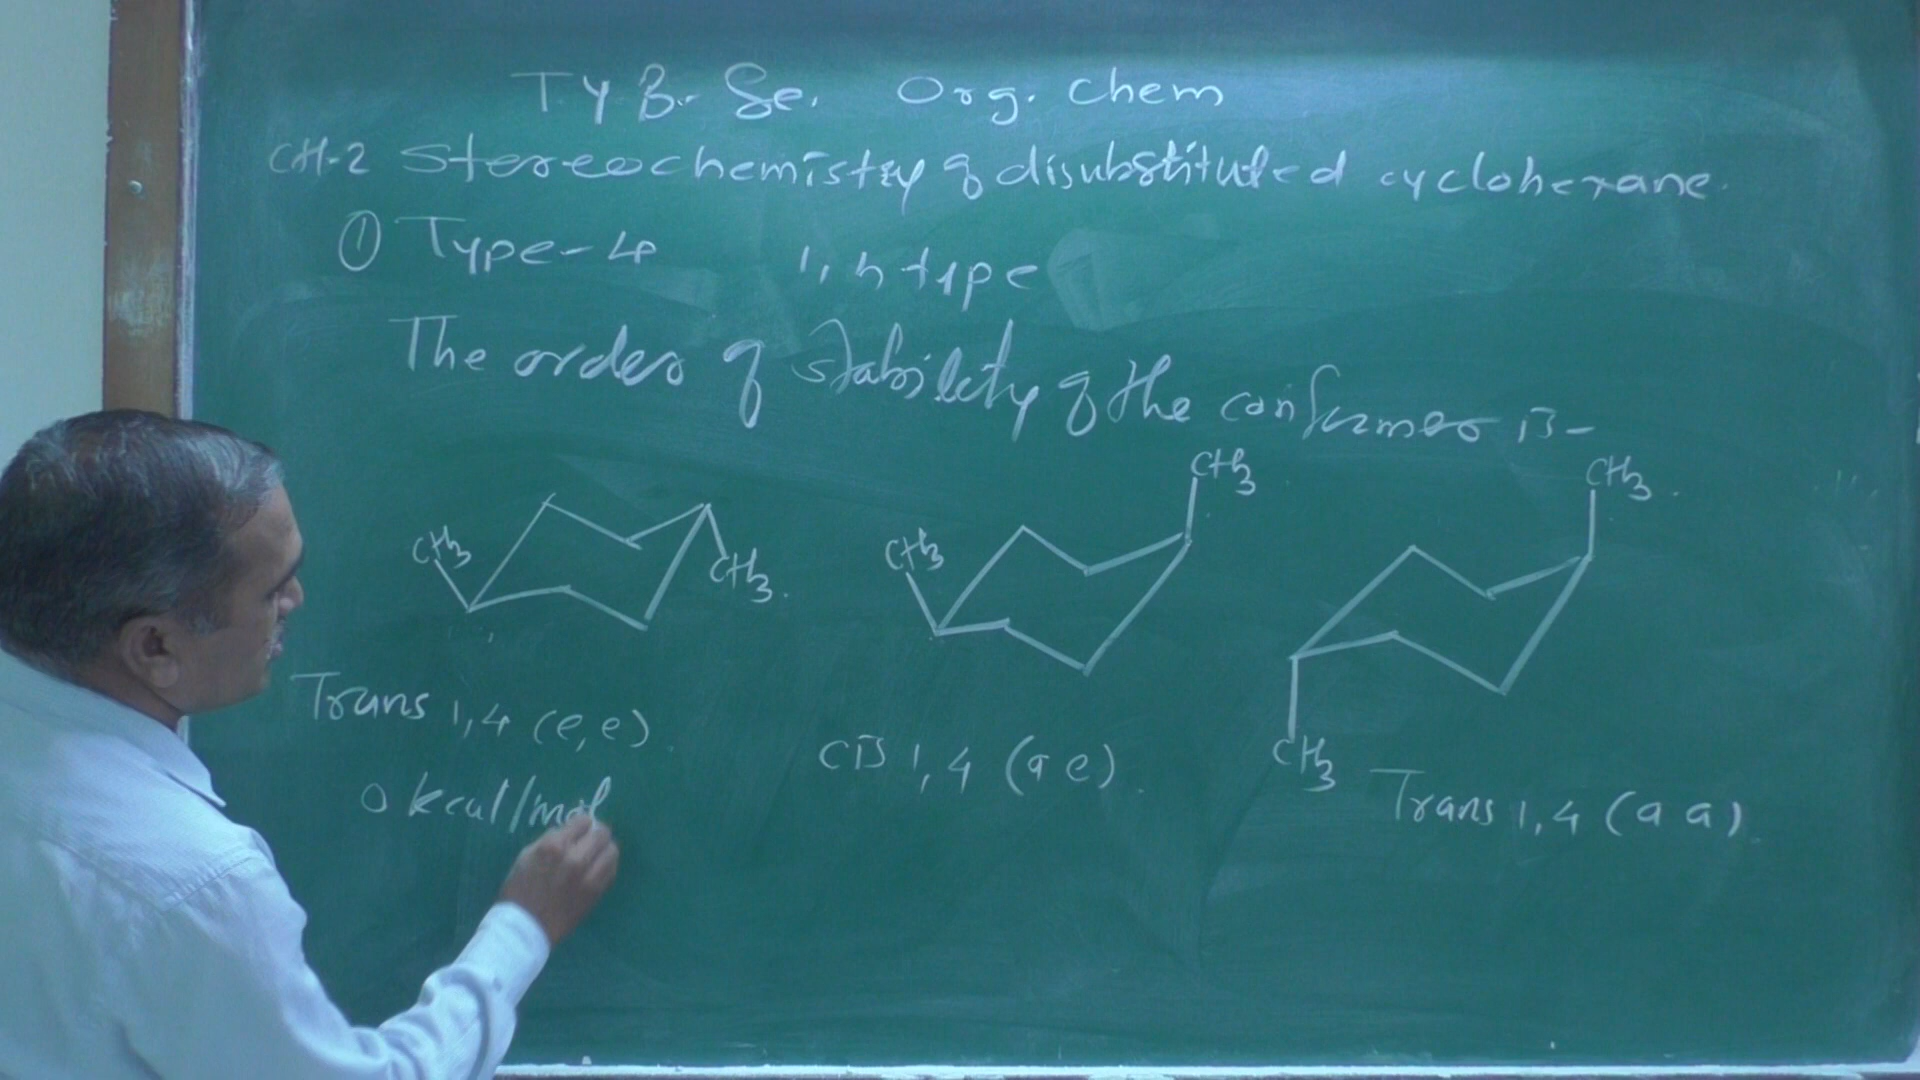 T.Y B. Sc. Org. Chem
CH-2 Stereochemistry of disubstituted cyclohexane.
① Type-4 1,4 type
The order of stability of the conformers is -
CH3
CH3
CH3
CH3
CH3
CH3
Trans 1,4 (e,e).
Cis 1,4 (a e).
Trans 1,4 (a a)
0 kcal/mol